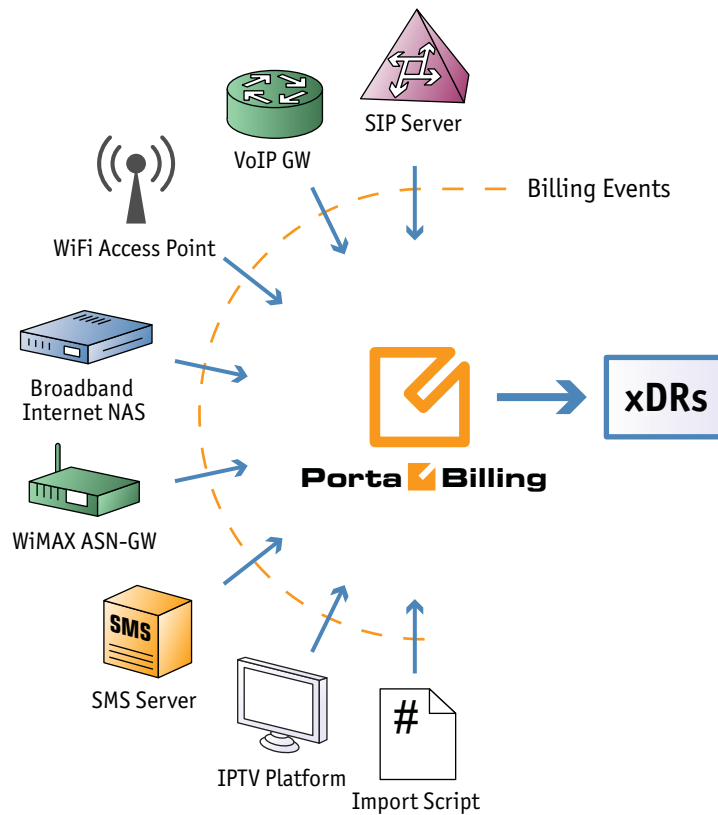 SIP Server
VoIP GW
Billing Events
WiFi Access Point
Broadband
Internet NAS
xDRs
Porta Billing
WiMAX ASN-GW
SMS
SMS Server
IPTV Platform
#
Import Script